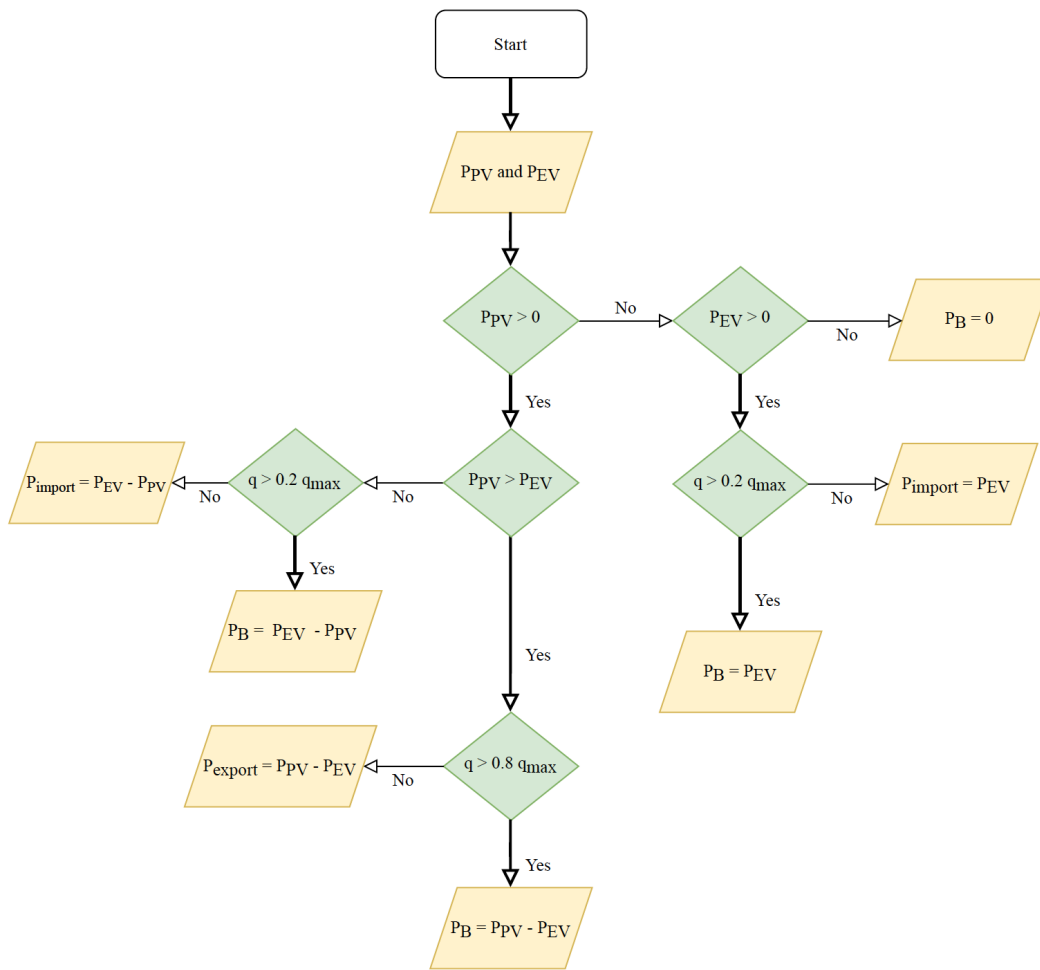 Start
PPV and PEV
PPV > 0
No
PEV > 0
No
PB = 0
Yes
Yes
Pimport = PEV - PPV
No
q > 0.2 qmax
No
PPV > PEV
q > 0.2 qmax
No
Pimport = PEV
Yes
PB = PEV - PPV
Yes
Yes
PB = PEV
Pexport = PPV - PEV
No
q > 0.8 qmax
Yes
PB = PPV - PEV